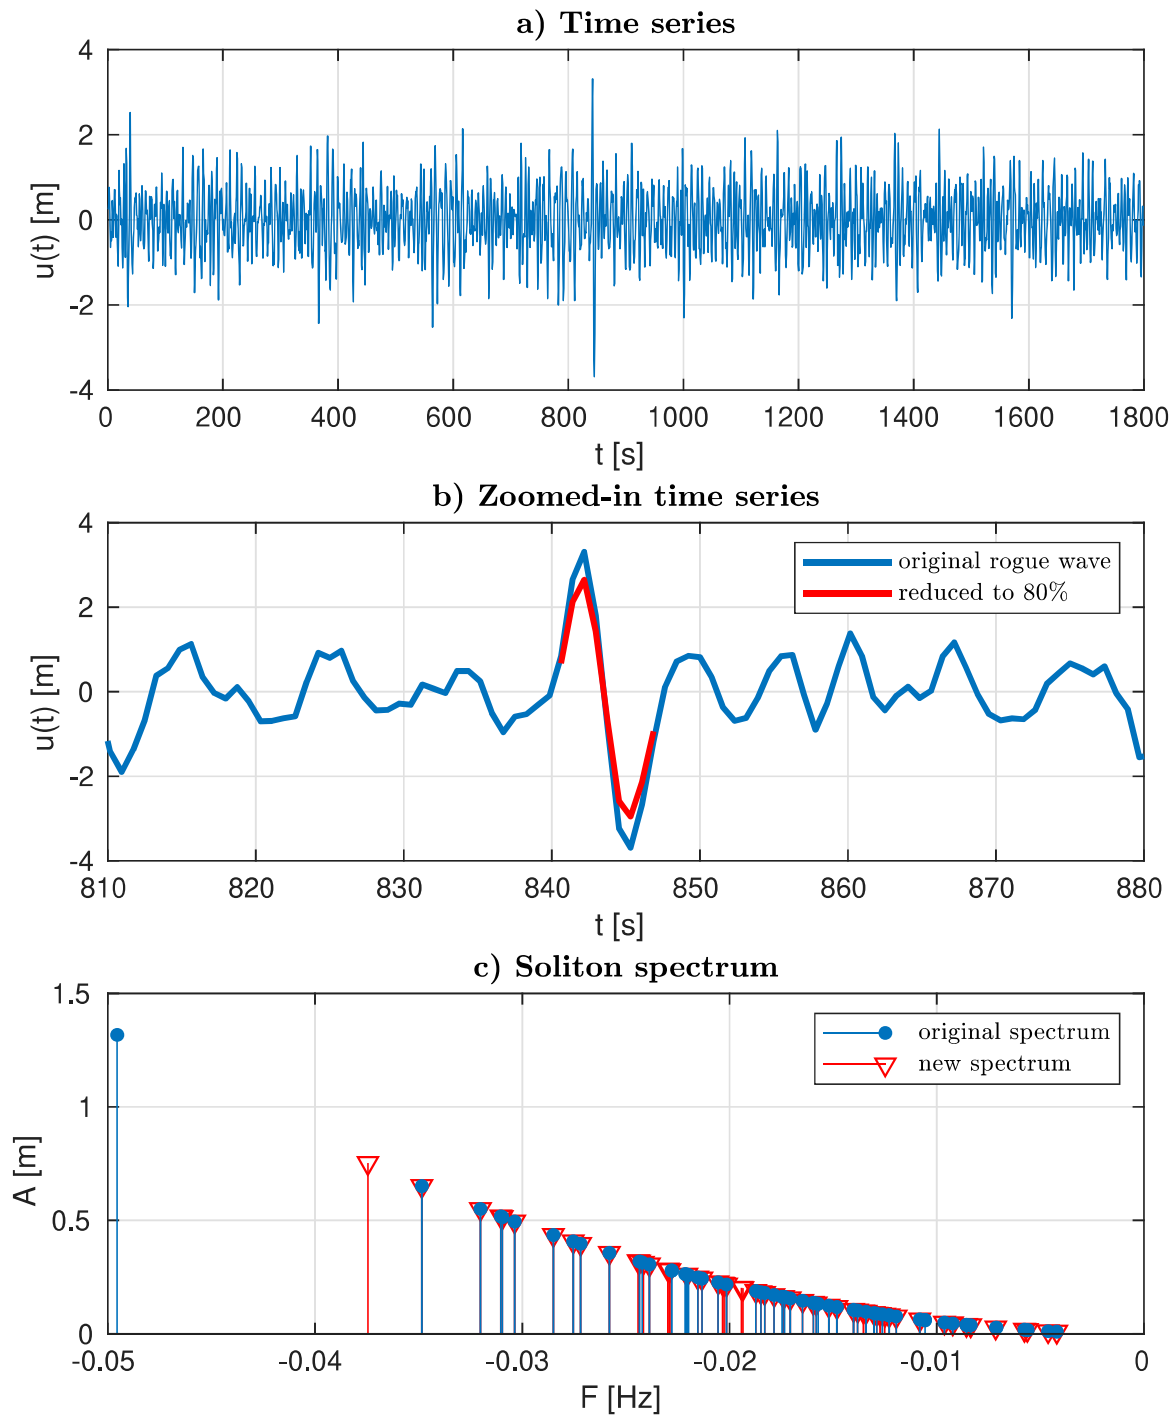 a) Time series
4
2
0
-2
-4
u(t) [m]
0 200 400 600 800 1000 1200 1400 1600 1800
t [s]
b) Zoomed-in time series
4
2
0
-2
-4
u(t) [m]
original rogue wave
reduced to 80%
810 820 830 840 850 860 870 880
t [s]
c) Soliton spectrum
1.5
1
0.5
0
A [m]
original spectrum
new spectrum
-0.05 -0.04 -0.03 -0.02 -0.01 0
F [Hz]